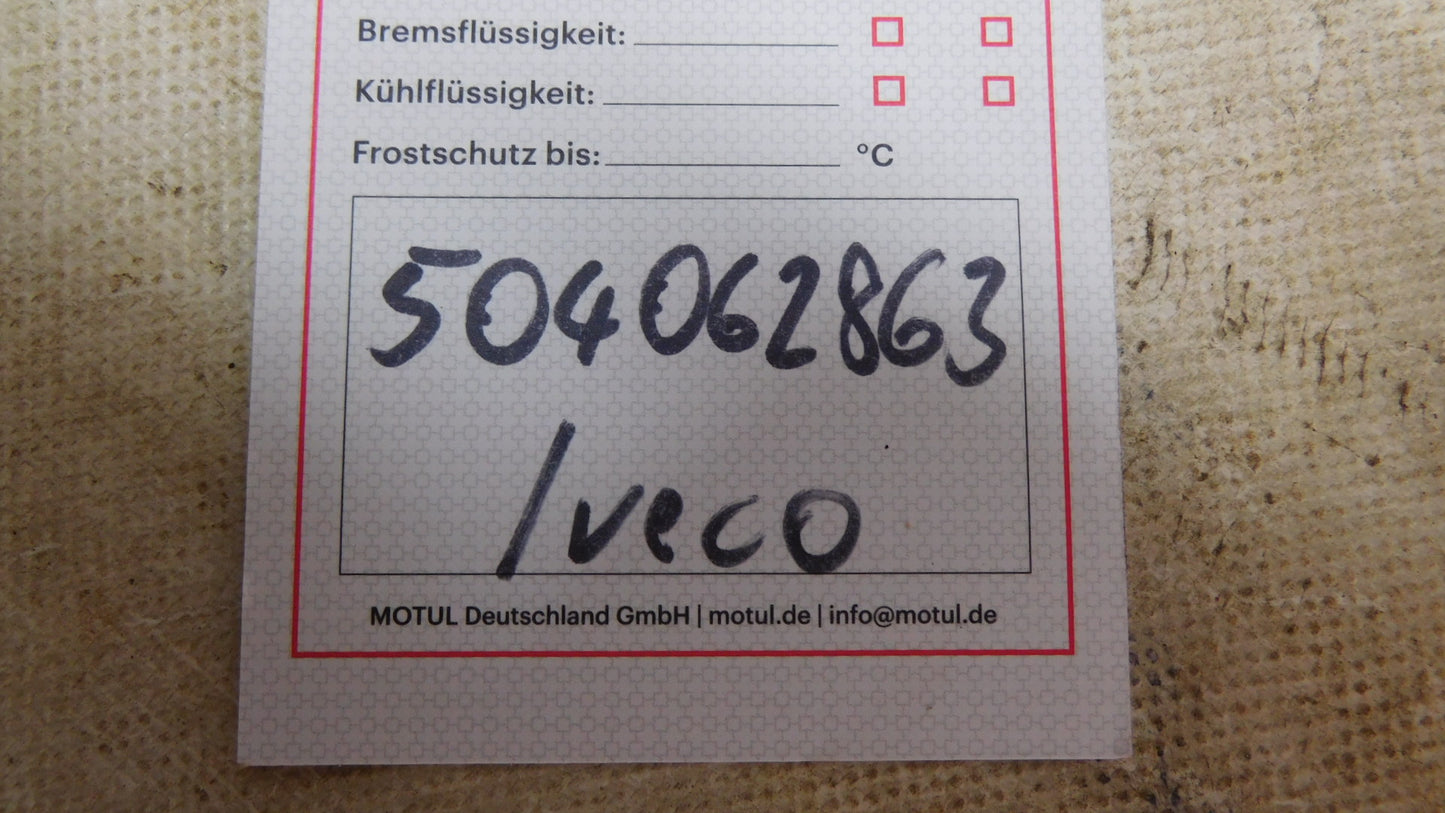 Bremsflüssigkeit:
Kühlflüssigkeit:
Frostschutz bis: °C
504062863
Iveco
MOTUL Deutschland GmbH | motul.de | info@motul.de